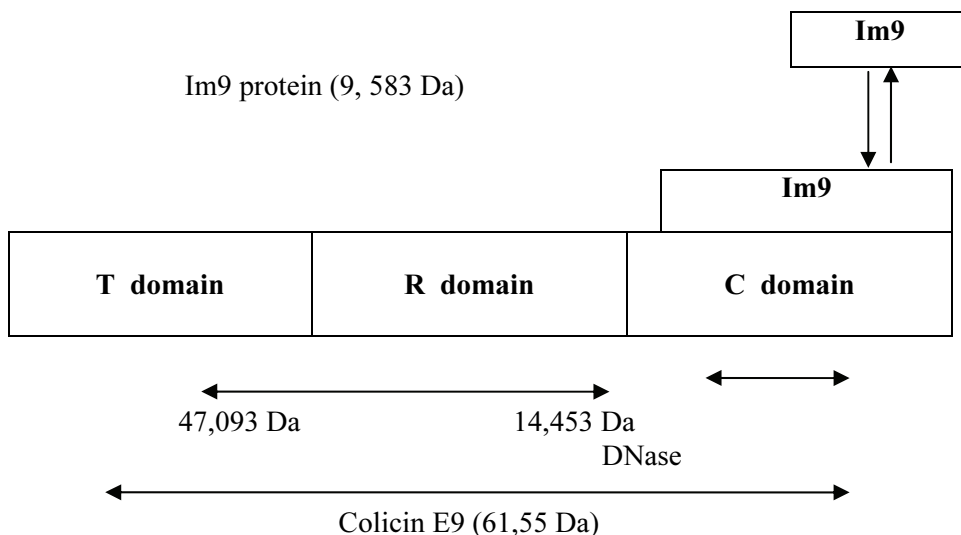 Im9
Im9 protein (9, 583 Da)
Im9
T domain R domain C domain
47,093 Da 14,453 Da
DNase
Colicin E9 (61,55 Da)